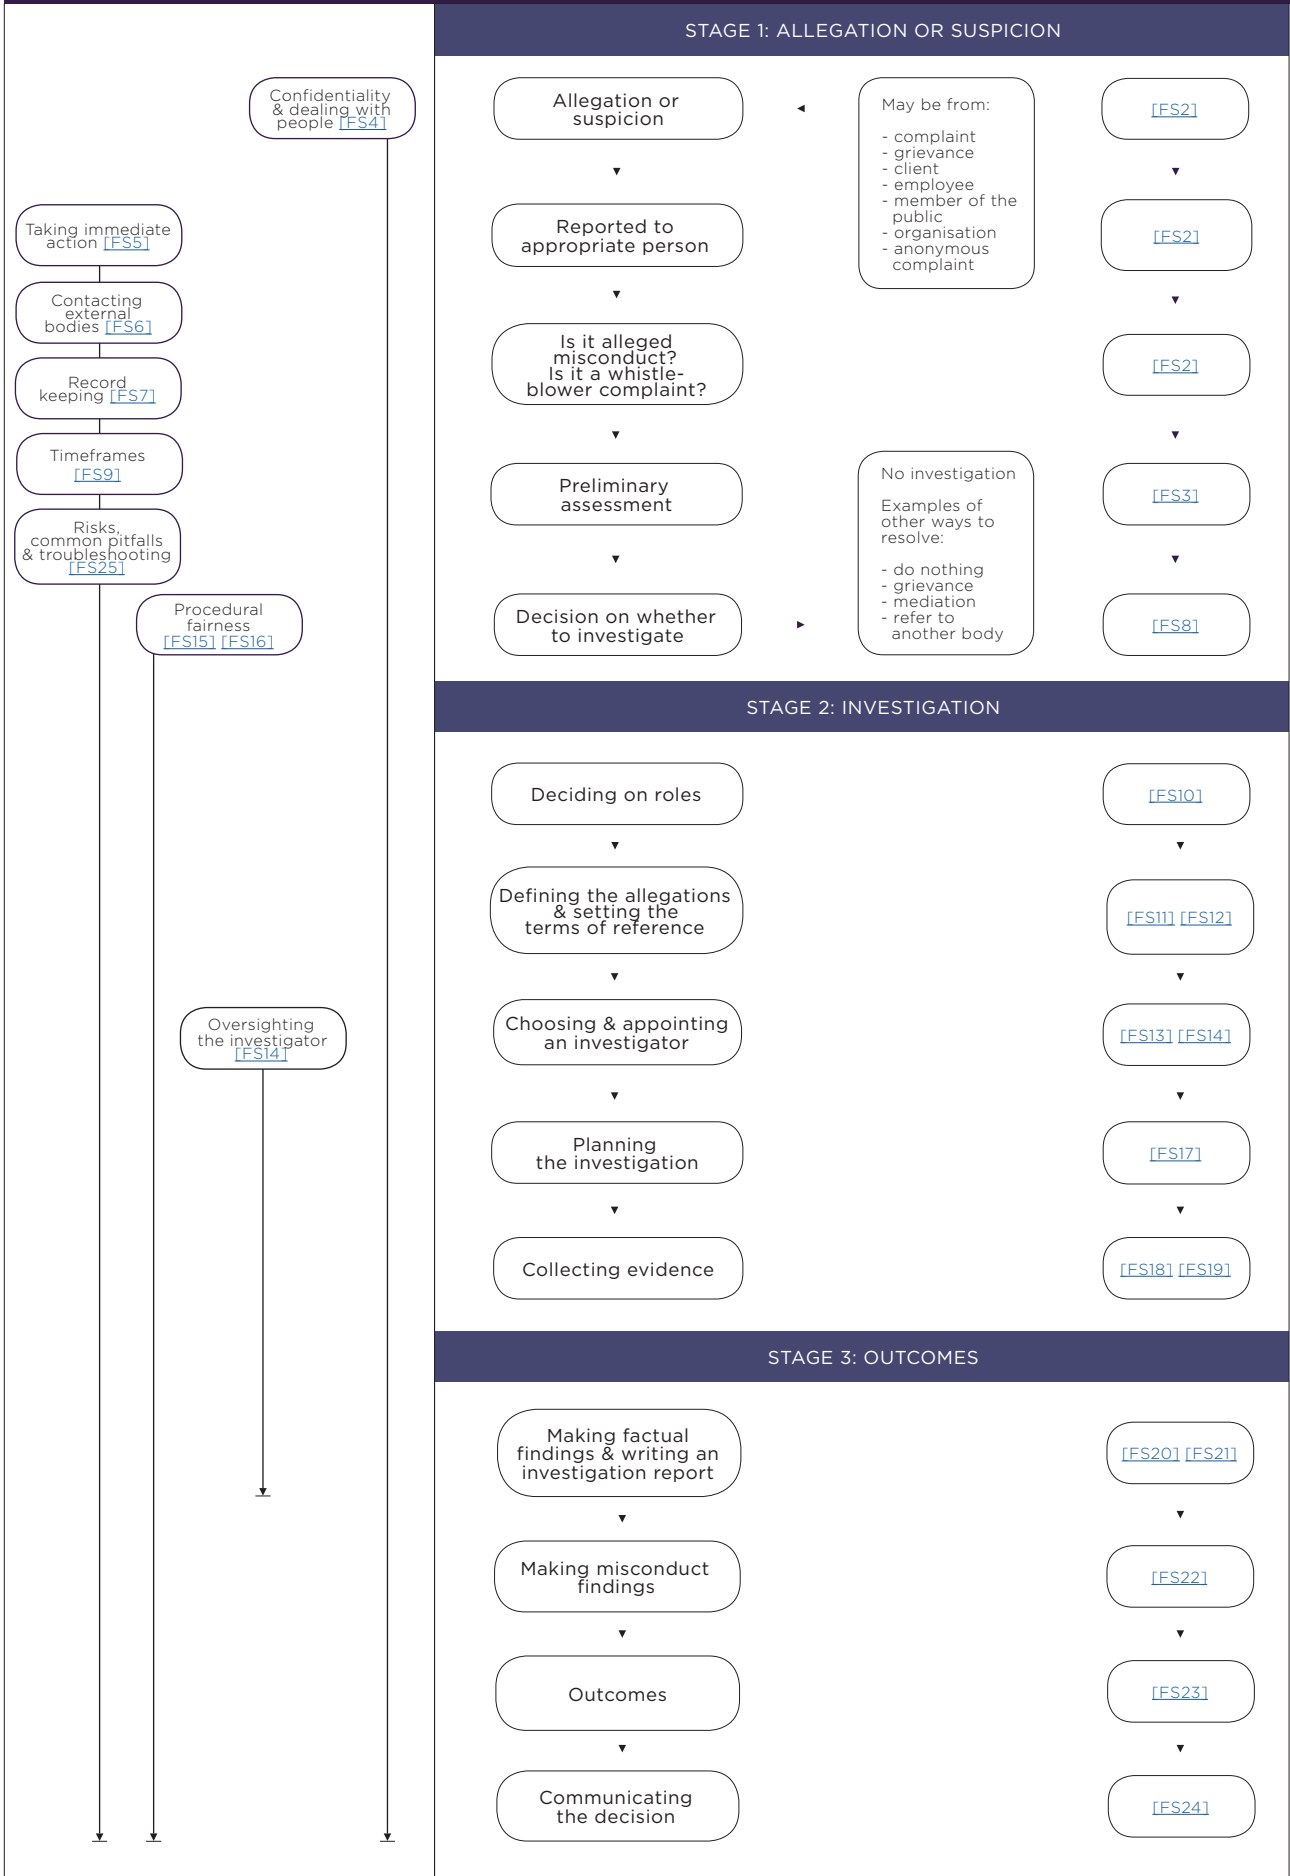 STAGE 1: ALLEGATION OR SUSPICION
Confidentiality
& dealing with
people [FS4]
Taking immediate
action [FS5]
Contacting
external
bodies [FS6]
Record
keeping [FS7]
Timeframes
[FS9]
Risks,
common pitfalls
& troubleshooting
[FS25]
Procedural
fairness
[FS15] [FS16]
Allegation or
suspicion
May be from:
- complaint
- grievance
- client
- employee
- member of the
public
- organisation
- anonymous
complaint
[FS2]
Reported to
appropriate person
[FS2]
Is it alleged
misconduct?
Is it a whistle-
blower complaint?
[FS2]
Preliminary
assessment
[FS3]
Decision on whether
to investigate
No investigation
Examples of
other ways to
resolve:
- do nothing
- grievance
- mediation
- refer to
another body
[FS8]
STAGE 2: INVESTIGATION
Deciding on roles
[FS10]
Defining the allegations
& setting the
terms of reference
[FS11] [FS12]
Oversighting
the investigator
[FS14]
Choosing & appointing
an investigator
[FS13] [FS14]
Planning
the investigation
[FS17]
Collecting evidence
[FS18] [FS19]
STAGE 3: OUTCOMES
Making factual
findings & writing an
investigation report
[FS20] [FS21]
Making misconduct
findings
[FS22]
Outcomes
[FS23]
Communicating
the decision
[FS24]